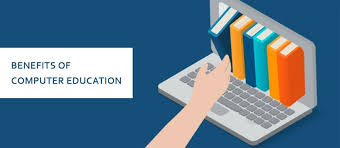 BENEFITS OF
COMPUTER EDUCATION